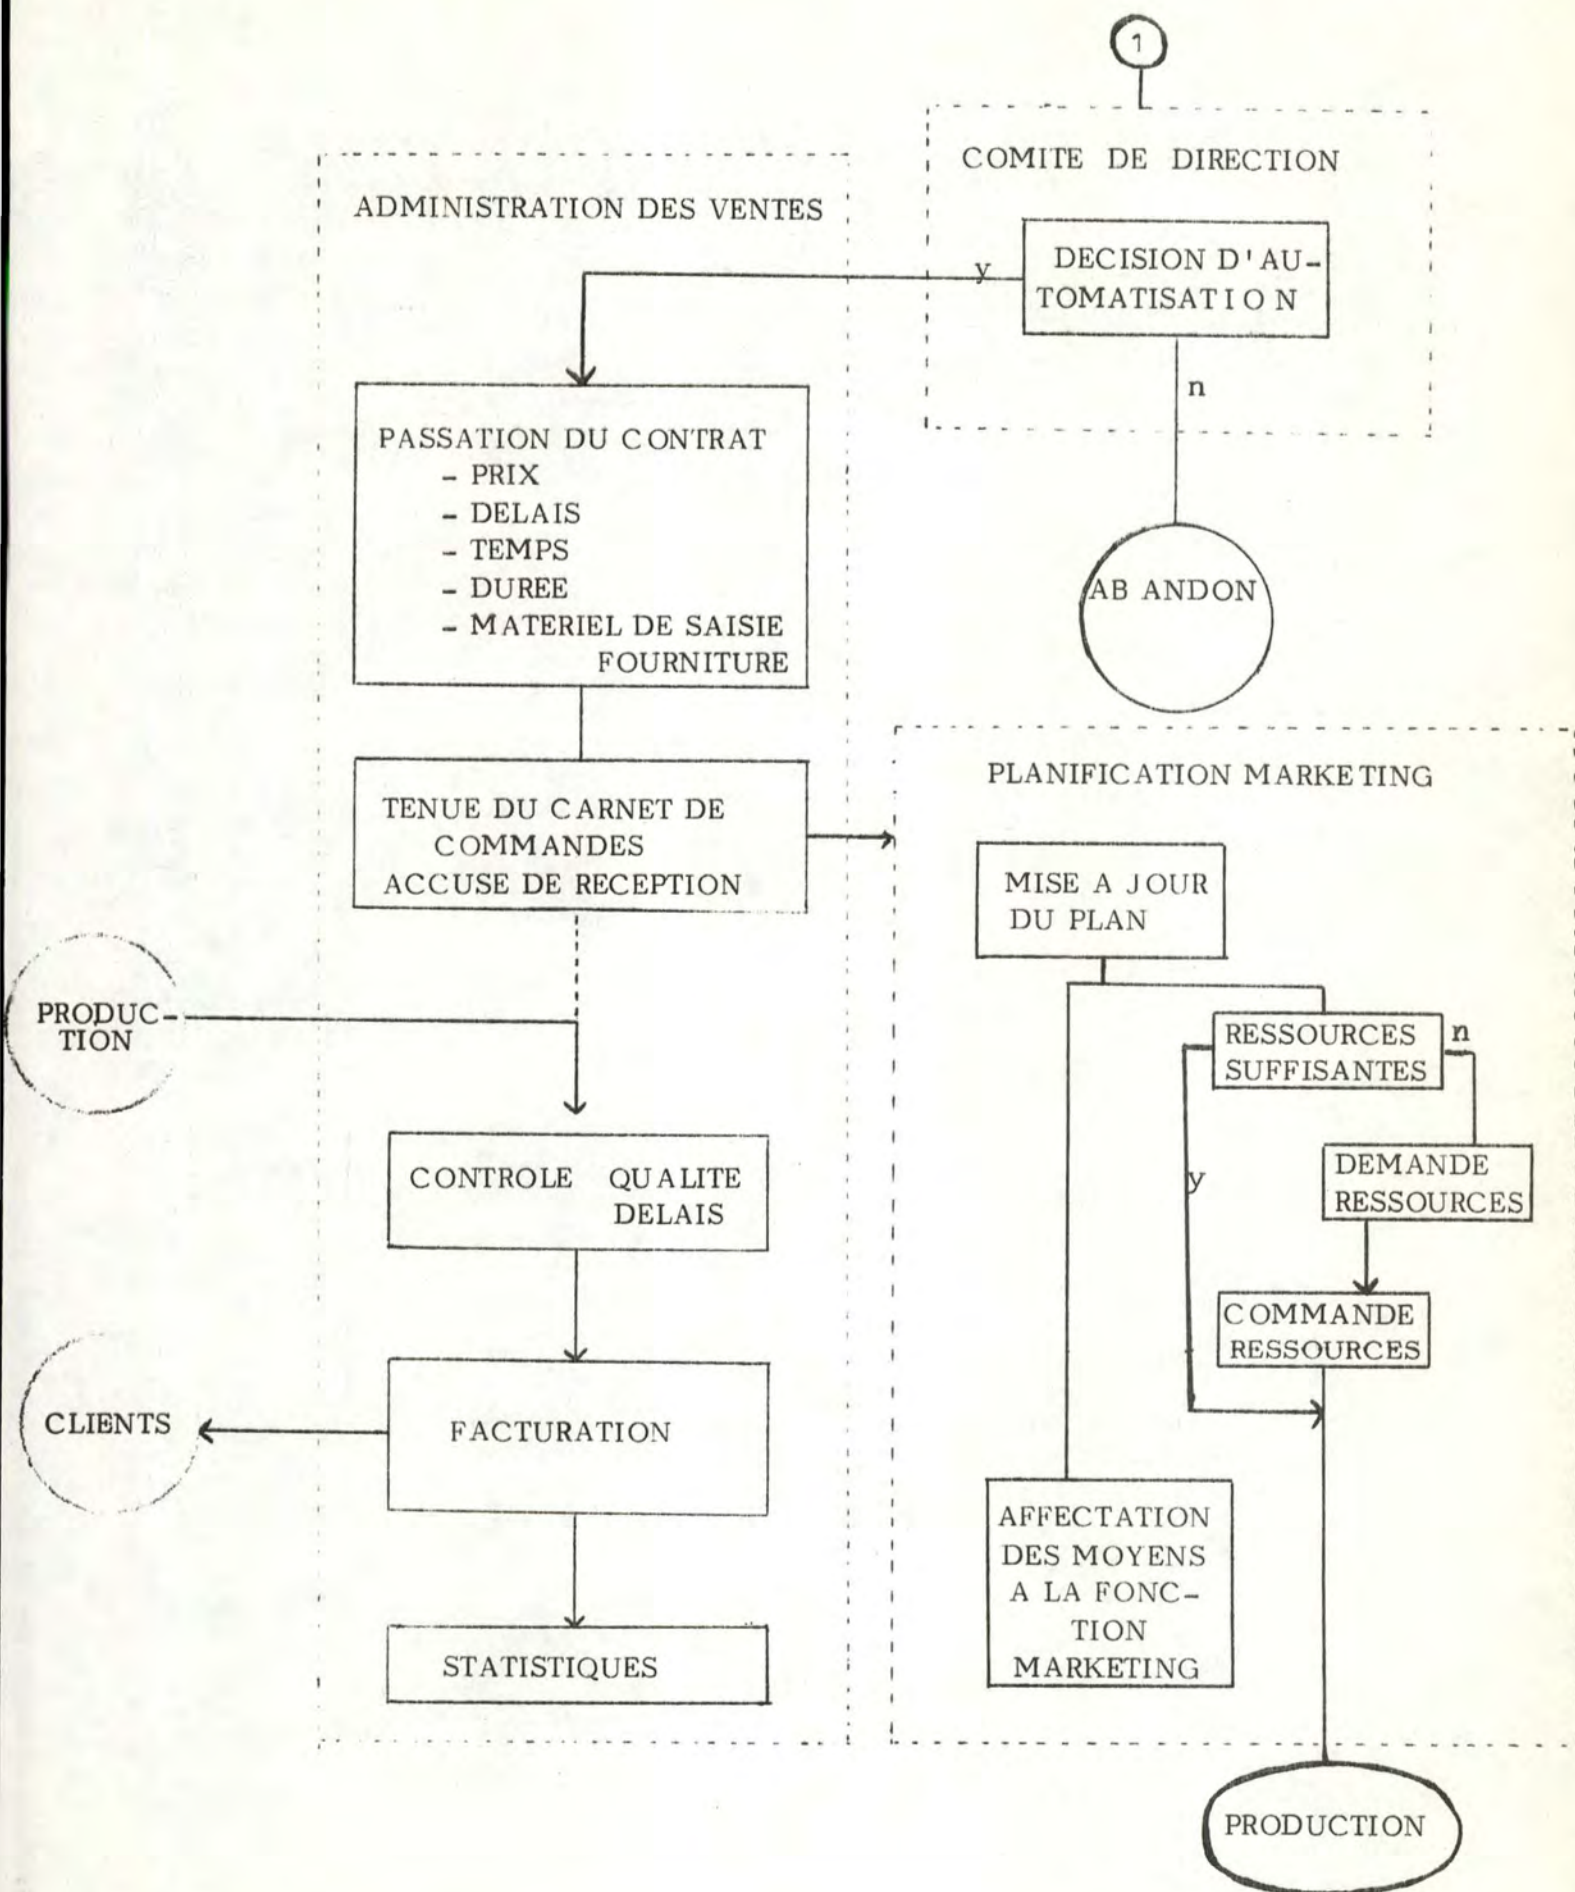 1
COMITE DE DIRECTION
DECISION D'AU-
TOMATISATION
y
n
ABANDON
ADMINISTRATION DES VENTES
PASSATION DU CONTRAT
- PRIX
- DELAIS
- TEMPS
- DUREE
- MATERIEL DE SAISIE
FOURNITURE
TENUE DU CARNET DE
COMMANDES
ACCUSE DE RECEPTION
PRODUC-
TION
CONTROLE QUALITE
DELAIS
FACTURATION
CLIENTS
STATISTIQUES
PLANIFICATION MARKETING
MISE A JOUR
DU PLAN
RESSOURCES
SUFFISANTES
n
y
DEMANDE
RESSOURCES
COMMANDE
RESSOURCES
AFFECTATION
DES MOYENS
A LA FONC-
TION
MARKETING
PRODUCTION